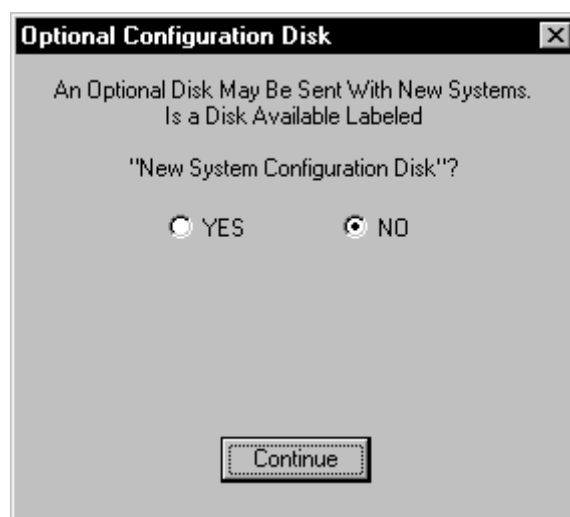 Optional Configuration Disk
An Optional Disk May Be Sent With New Systems.
Is a Disk Available Labeled
"New System Configuration Disk"?
YES NO
Continue